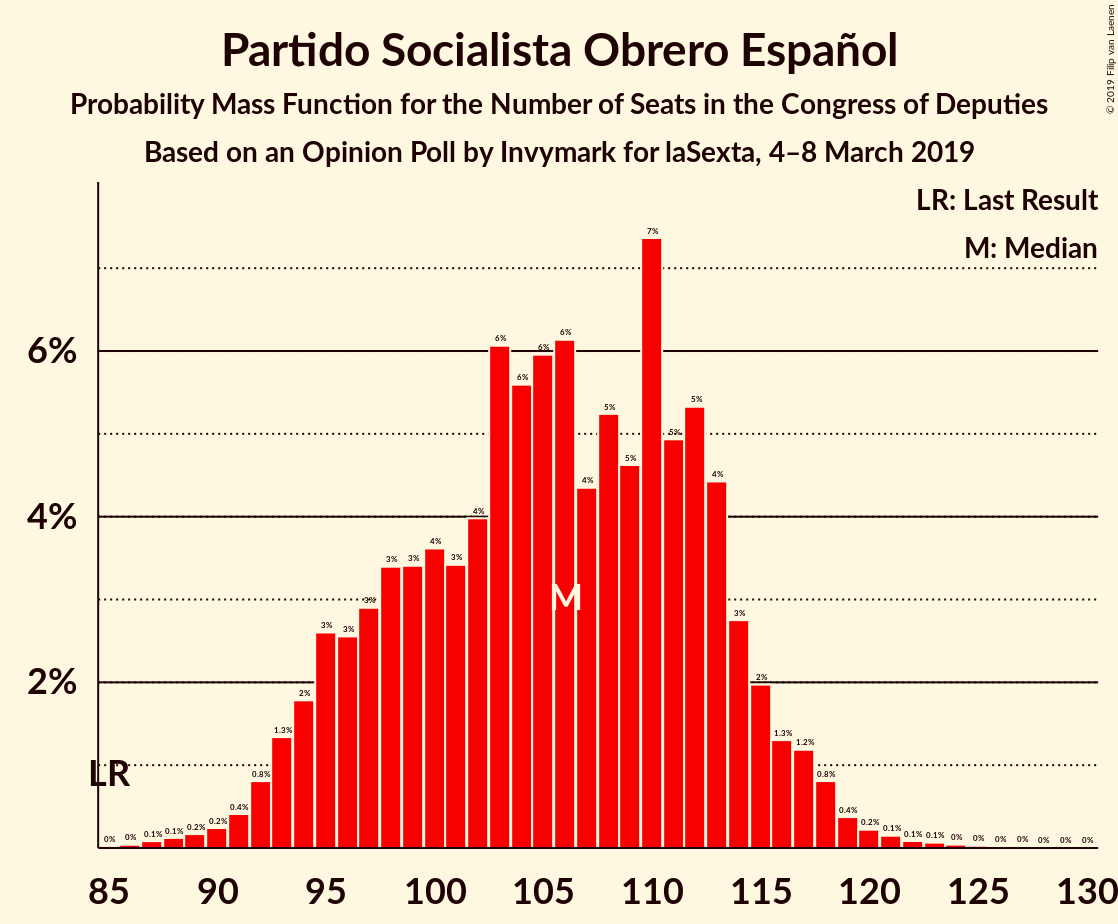 Partido Socialista Obrero Español
Probability Mass Function for the Number of Seats in the Congress of Deputies
Based on an Opinion Poll by Invymark for laSexta, 4–8 March 2019
© 2019 Filip van Laenen
LR: Last Result
M: Median
6%
4%
2%
LR
M
0% 0% 0.1% 0.1% 0.2% 0.2% 0.4% 0.8% 1.3% 2% 3% 3% 3% 3% 3% 4% 3% 4% 6% 6% 6% 6% 4% 5% 5% 7% 5% 5% 4% 3% 2% 1.3% 1.2% 0.8% 0.4% 0.2% 0.1% 0.1% 0.1% 0% 0% 0% 0% 0% 0% 0%
85 90 95 100 105 110 115 120 125 130